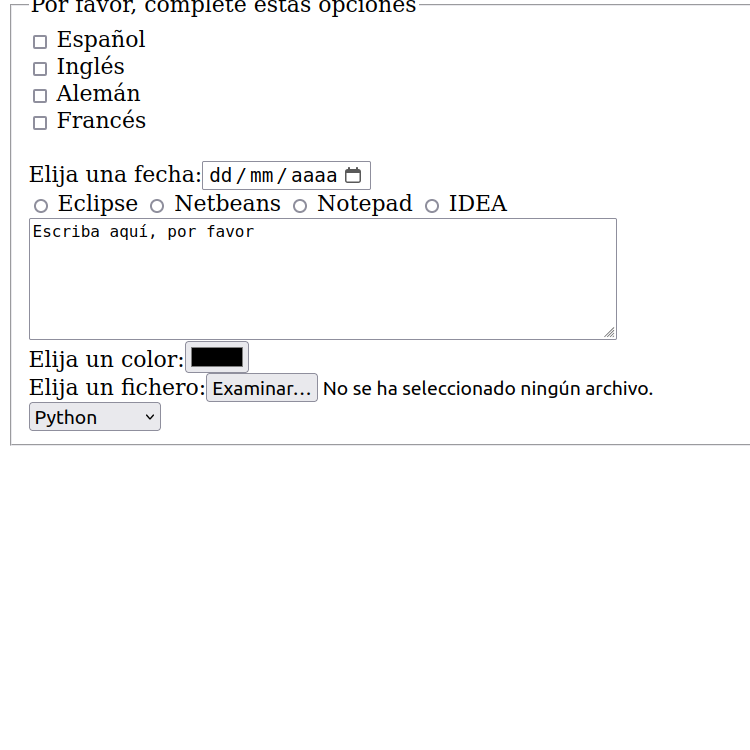 Por favor, complete estas opciones
Español
Inglés
Alemán
Francés
Elija una fecha: dd/mm/aaaa
Eclipse Netbeans Notepad IDEA
Escriba aquí, por favor
Elija un color:
Elija un fichero: Examinar... No se ha seleccionado ningún archivo.
Python